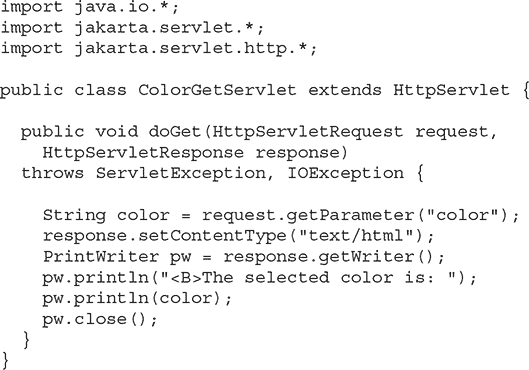 import java.io.*;
import jakarta.servlet.*;
import jakarta.servlet.http.*;

public class ColorGetServlet extends HttpServlet {

  public void doGet(HttpServletRequest request,
    HttpServletResponse response)
  throws ServletException, IOException {

    String color = request.getParameter("color");
    response.setContentType("text/html");
    PrintWriter pw = response.getWriter();
    pw.println("<B>The selected color is: ");
    pw.println(color);
    pw.close();
  }
}